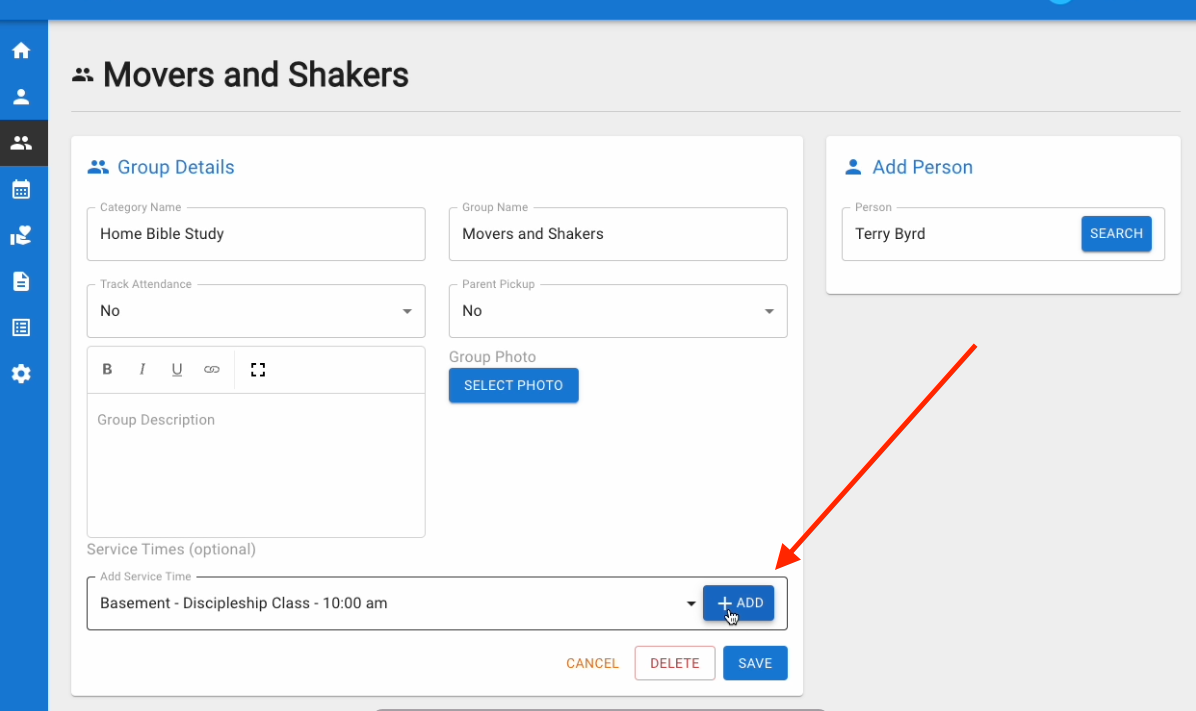 Movers and Shakers
Group Details
Category Name
Home Bible Study
Group Name
Movers and Shakers
Track Attendance
No
Parent Pickup
No
B I U
Group Description
Group Photo
SELECT PHOTO
Service Times (optional)
Add Service Time
Basement - Discipleship Class - 10:00 am
+ ADD
CANCEL
DELETE
SAVE
Add Person
Person
Terry Byrd
SEARCH